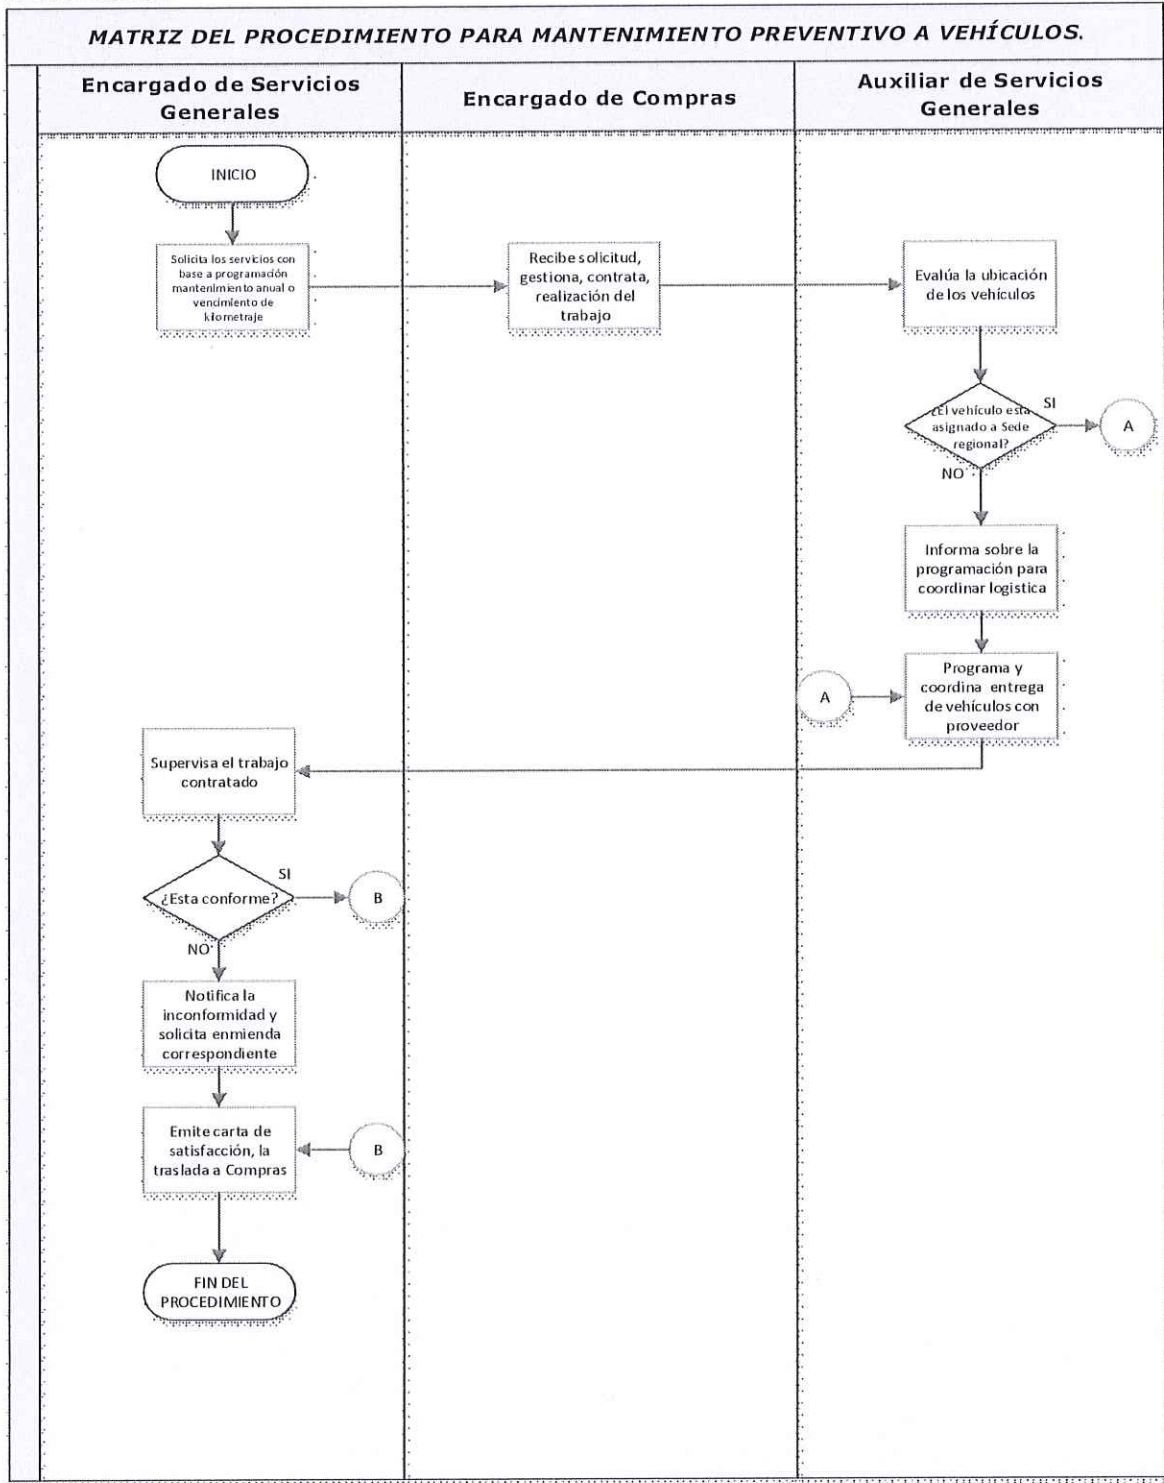 MATRIZ DEL PROCEDIMIENTO PARA MANTENIMIENTO PREVENTIVO A VEHÍCULOS.
Encargado de Servicios
Generales
Encargado de Compras
Auxiliar de Servicios
Generales
INICIO
Solicita los servicios con
base a programación
mantenimiento anual o
vencimiento de
kilometraje
Recibe solicitud,
gestiona, contrata,
realización del
trabajo
Evalúa la ubicación
de los vehículos
¿El vehículo esta
asignado a Sede
regional?
SI
A
NO
Informa sobre la
programación para
coordinar logistica
A
Programa y
coordina entrega
de vehículos con
proveedor
Supervisa el trabajo
contratado
¿Esta conforme?
SI
B
NO
Notifica la
inconformidad y
solicita enmienda
correspondiente
Emite carta de
satisfacción, la
traslada a Compras
B
FIN DEL
PROCEDIMIENTO